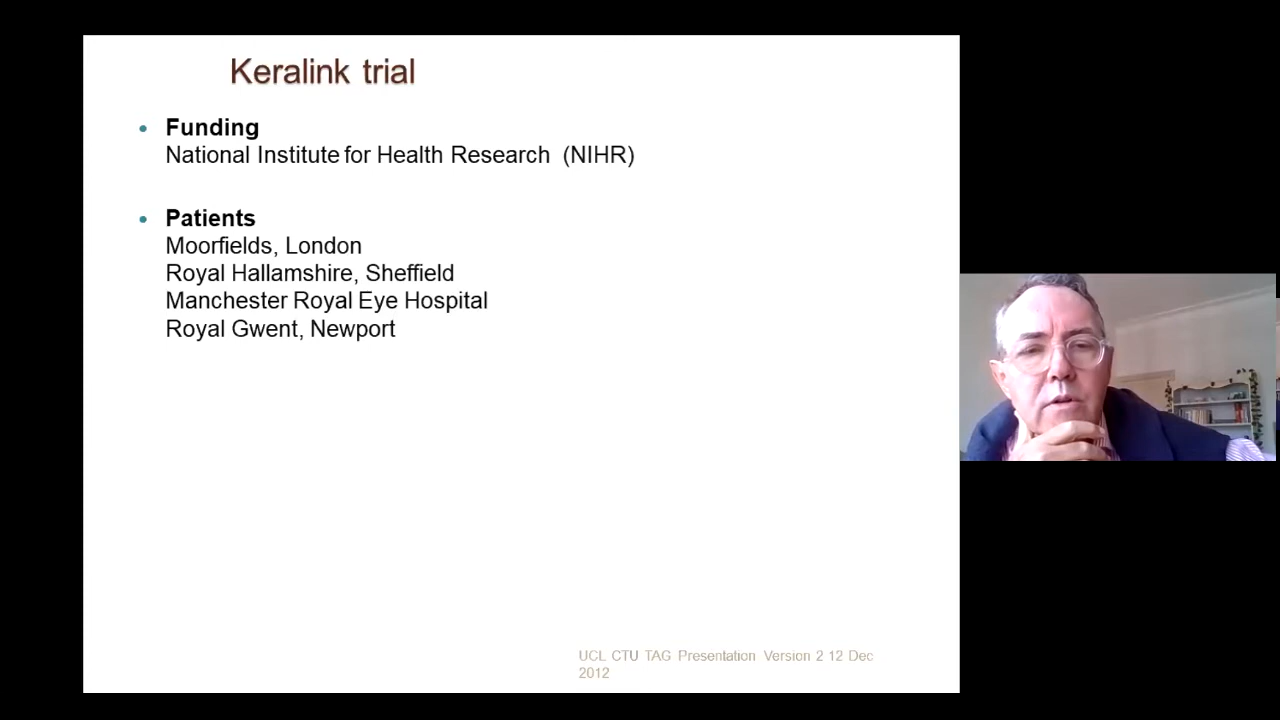 Keralink trial
Funding
National Institute for Health Research (NIHR)
Patients
Moorfields, London
Royal Hallamshire, Sheffield
Manchester Royal Eye Hospital
Royal Gwent, Newport
UCL CTU TAG Presentation Version 2 12 Dec
2012